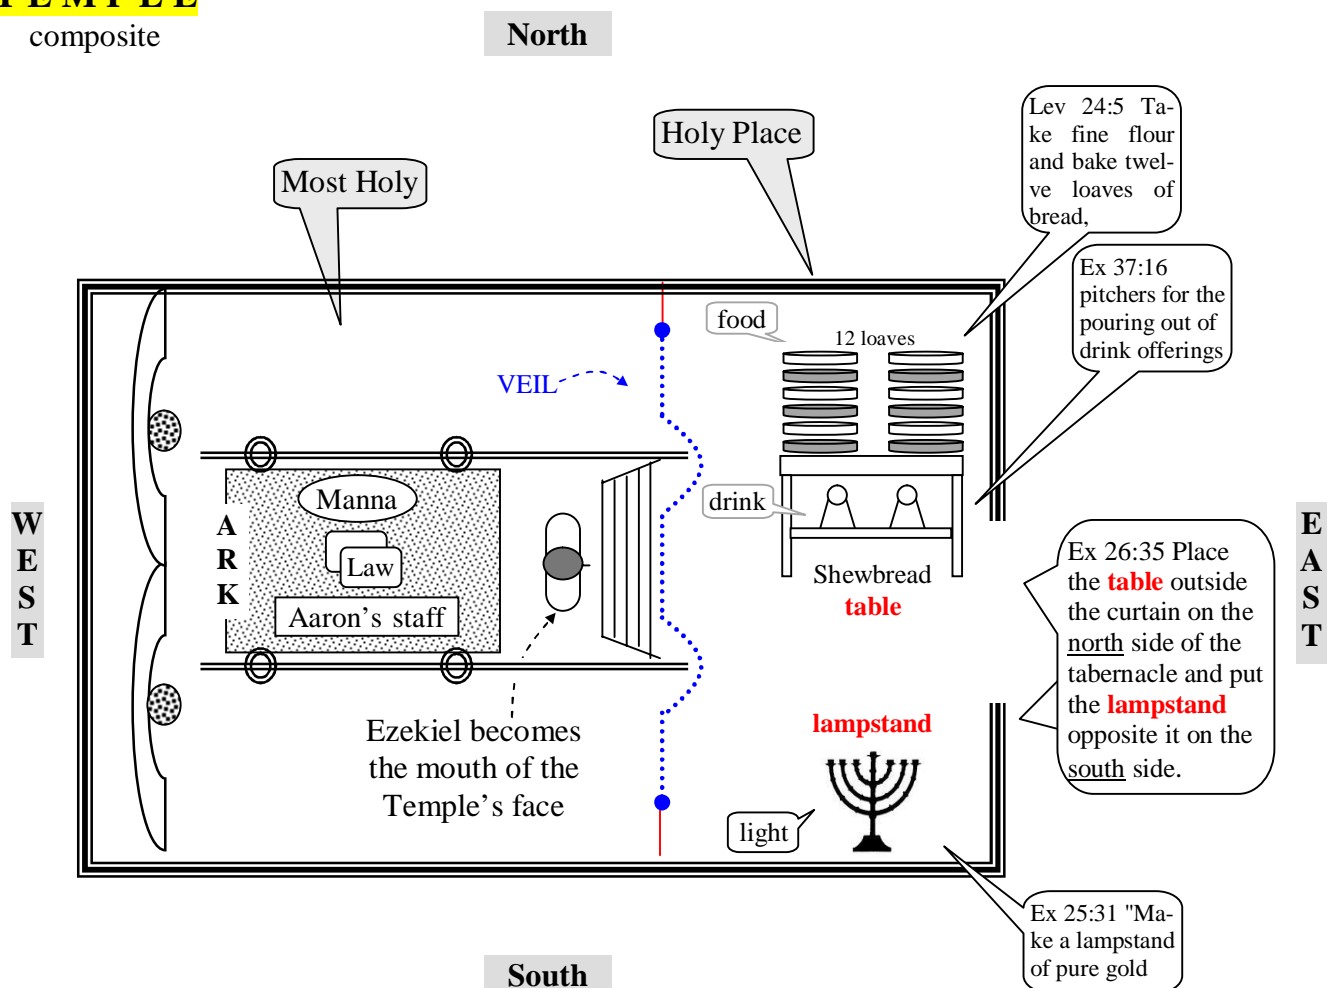 TEMPLE
composite
North
Lev 24:5 Ta-
ke fine flour
and bake twel-
ve loaves of
bread,
Holy Place
Most Holy
Ex 37:16
pitchers for the
pouring out of
drink offerings
food
12 loaves
VEIL
drink
Manna
Law
Aaron's staff
A
R
K
W
E
S
T
E
A
S
T
Shewbread
table
Ex 26:35 Place
the table outside
the curtain on the
north side of the
tabernacle and put
the lampstand
opposite it on the
south side.
Ezekiel becomes
the mouth of the
Temple's face
lampstand
light
Ex 25:31 "Ma-
ke a lampstand
of pure gold
South